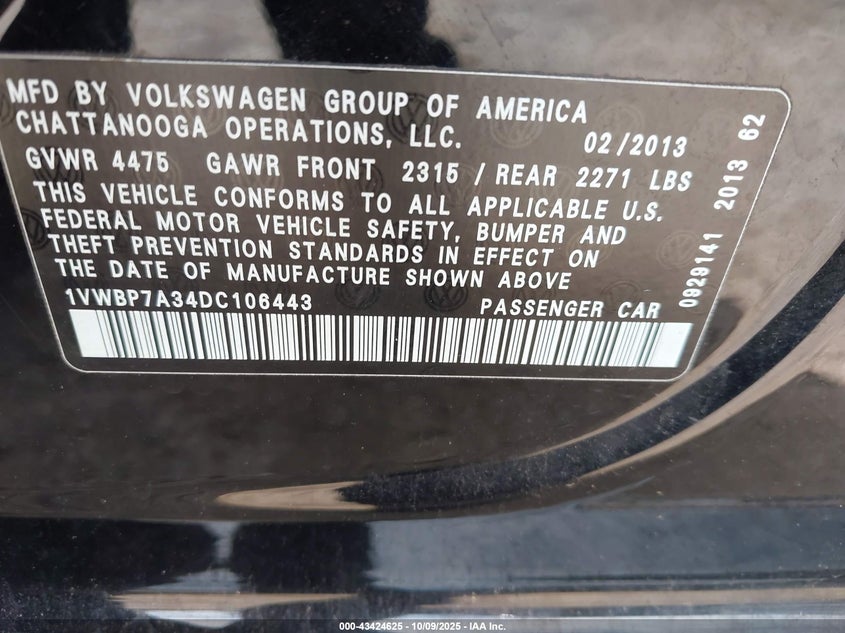 MFD BY VOLKSWAGEN GROUP OF AMERICA
CHATTANOOGA OPERATIONS, LLC. 02/2013
GVWR 4475 GAWR FRONT 2315 / REAR 2271 LBS
THIS VEHICLE CONFORMS TO ALL APPLICABLE U.S.
FEDERAL MOTOR VEHICLE SAFETY, BUMPER AND
THEFT PREVENTION STANDARDS IN EFFECT ON
THE DATE OF MANUFACTURE SHOWN ABOVE
1VWBP7A34DC106443 PASSENGER CAR
0929141 2013 62
000-43424625 - 10/09/2025 - IAA Inc.